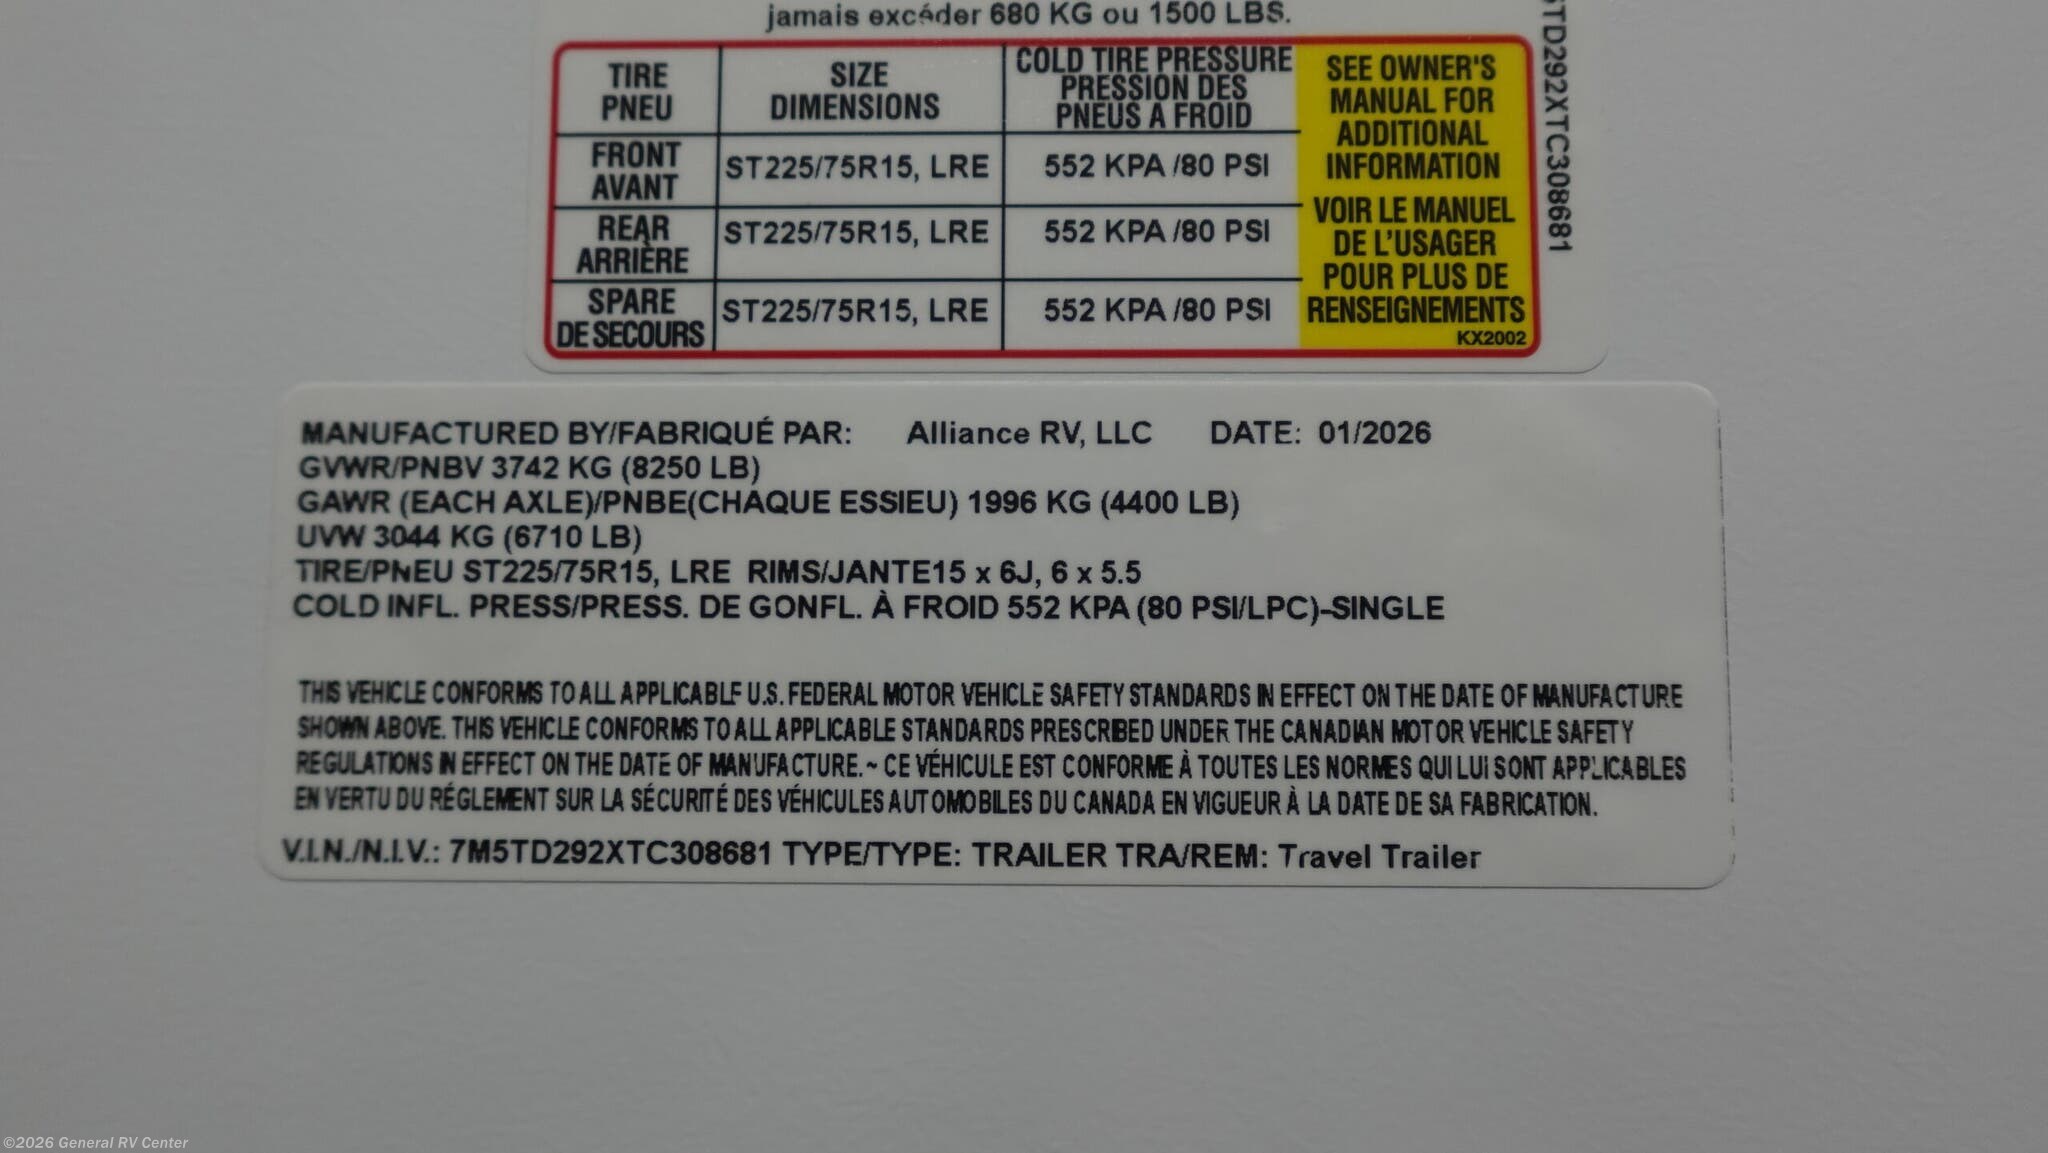 jamais excéder 680 KG ou 1500 LBS.
TIRE
PNEU
SIZE
DIMENSIONS
COLD TIRE PRESSURE
PRESSION DES
PNEUS A FROID
FRONT
AVANT
ST225/75R15, LRE
552 KPA /80 PSI
REAR
ARRIÈRE
ST225/75R15, LRE
552 KPA /80 PSI
SPARE
DE SECOURS
ST225/75R15, LRE
552 KPA /80 PSI
SEE OWNER'S
MANUAL FOR
ADDITIONAL
INFORMATION
VOIR LE MANUEL
DE L'USAGER
POUR PLUS DE
RENSEIGNEMENTS
KX2002
5TD292XTC308681
MANUFACTURED BY/FABRIQUÉ PAR: Alliance RV, LLC DATE: 01/2026
GVWR/PNBV 3742 KG (8250 LB)
GAWR (EACH AXLE)/PNBE(CHAQUE ESSIEU) 1996 KG (4400 LB)
UVW 3044 KG (6710 LB)
TIRE/PNEU ST225/75R15, LRE RIMS/JANTE15 x 6J, 6 x 5.5
COLD INFL. PRESS/PRESS. DE GONFL. À FROID 552 KPA (80 PSI/LPC)-SINGLE
THIS VEHICLE CONFORMS TO ALL APPLICABLE U.S. FEDERAL MOTOR VEHICLE SAFETY STANDARDS IN EFFECT ON THE DATE OF MANUFACTURE
SHOWN ABOVE. THIS VEHICLE CONFORMS TO ALL APPLICABLE STANDARDS PRESCRIBED UNDER THE CANADIAN MOTOR VEHICLE SAFETY
REGULATIONS IN EFFECT ON THE DATE OF MANUFACTURE.~ CE VÉHICULE EST CONFORME À TOUTES LES NORMES QUI LUI SONT APPLICABLES
EN VERTU DU RÉGLEMENT SUR LA SÉCURITÉ DES VÉHICULES AUTOMOBILES DU CANADA EN VIGUEUR À LA DATE DE SA FABRICATION.
V.I.N./N.I.V.: 7M5TD292XTC308681 TYPE/TYPE: TRAILER TRA/REM: Travel Trailer
©2026 General RV Center